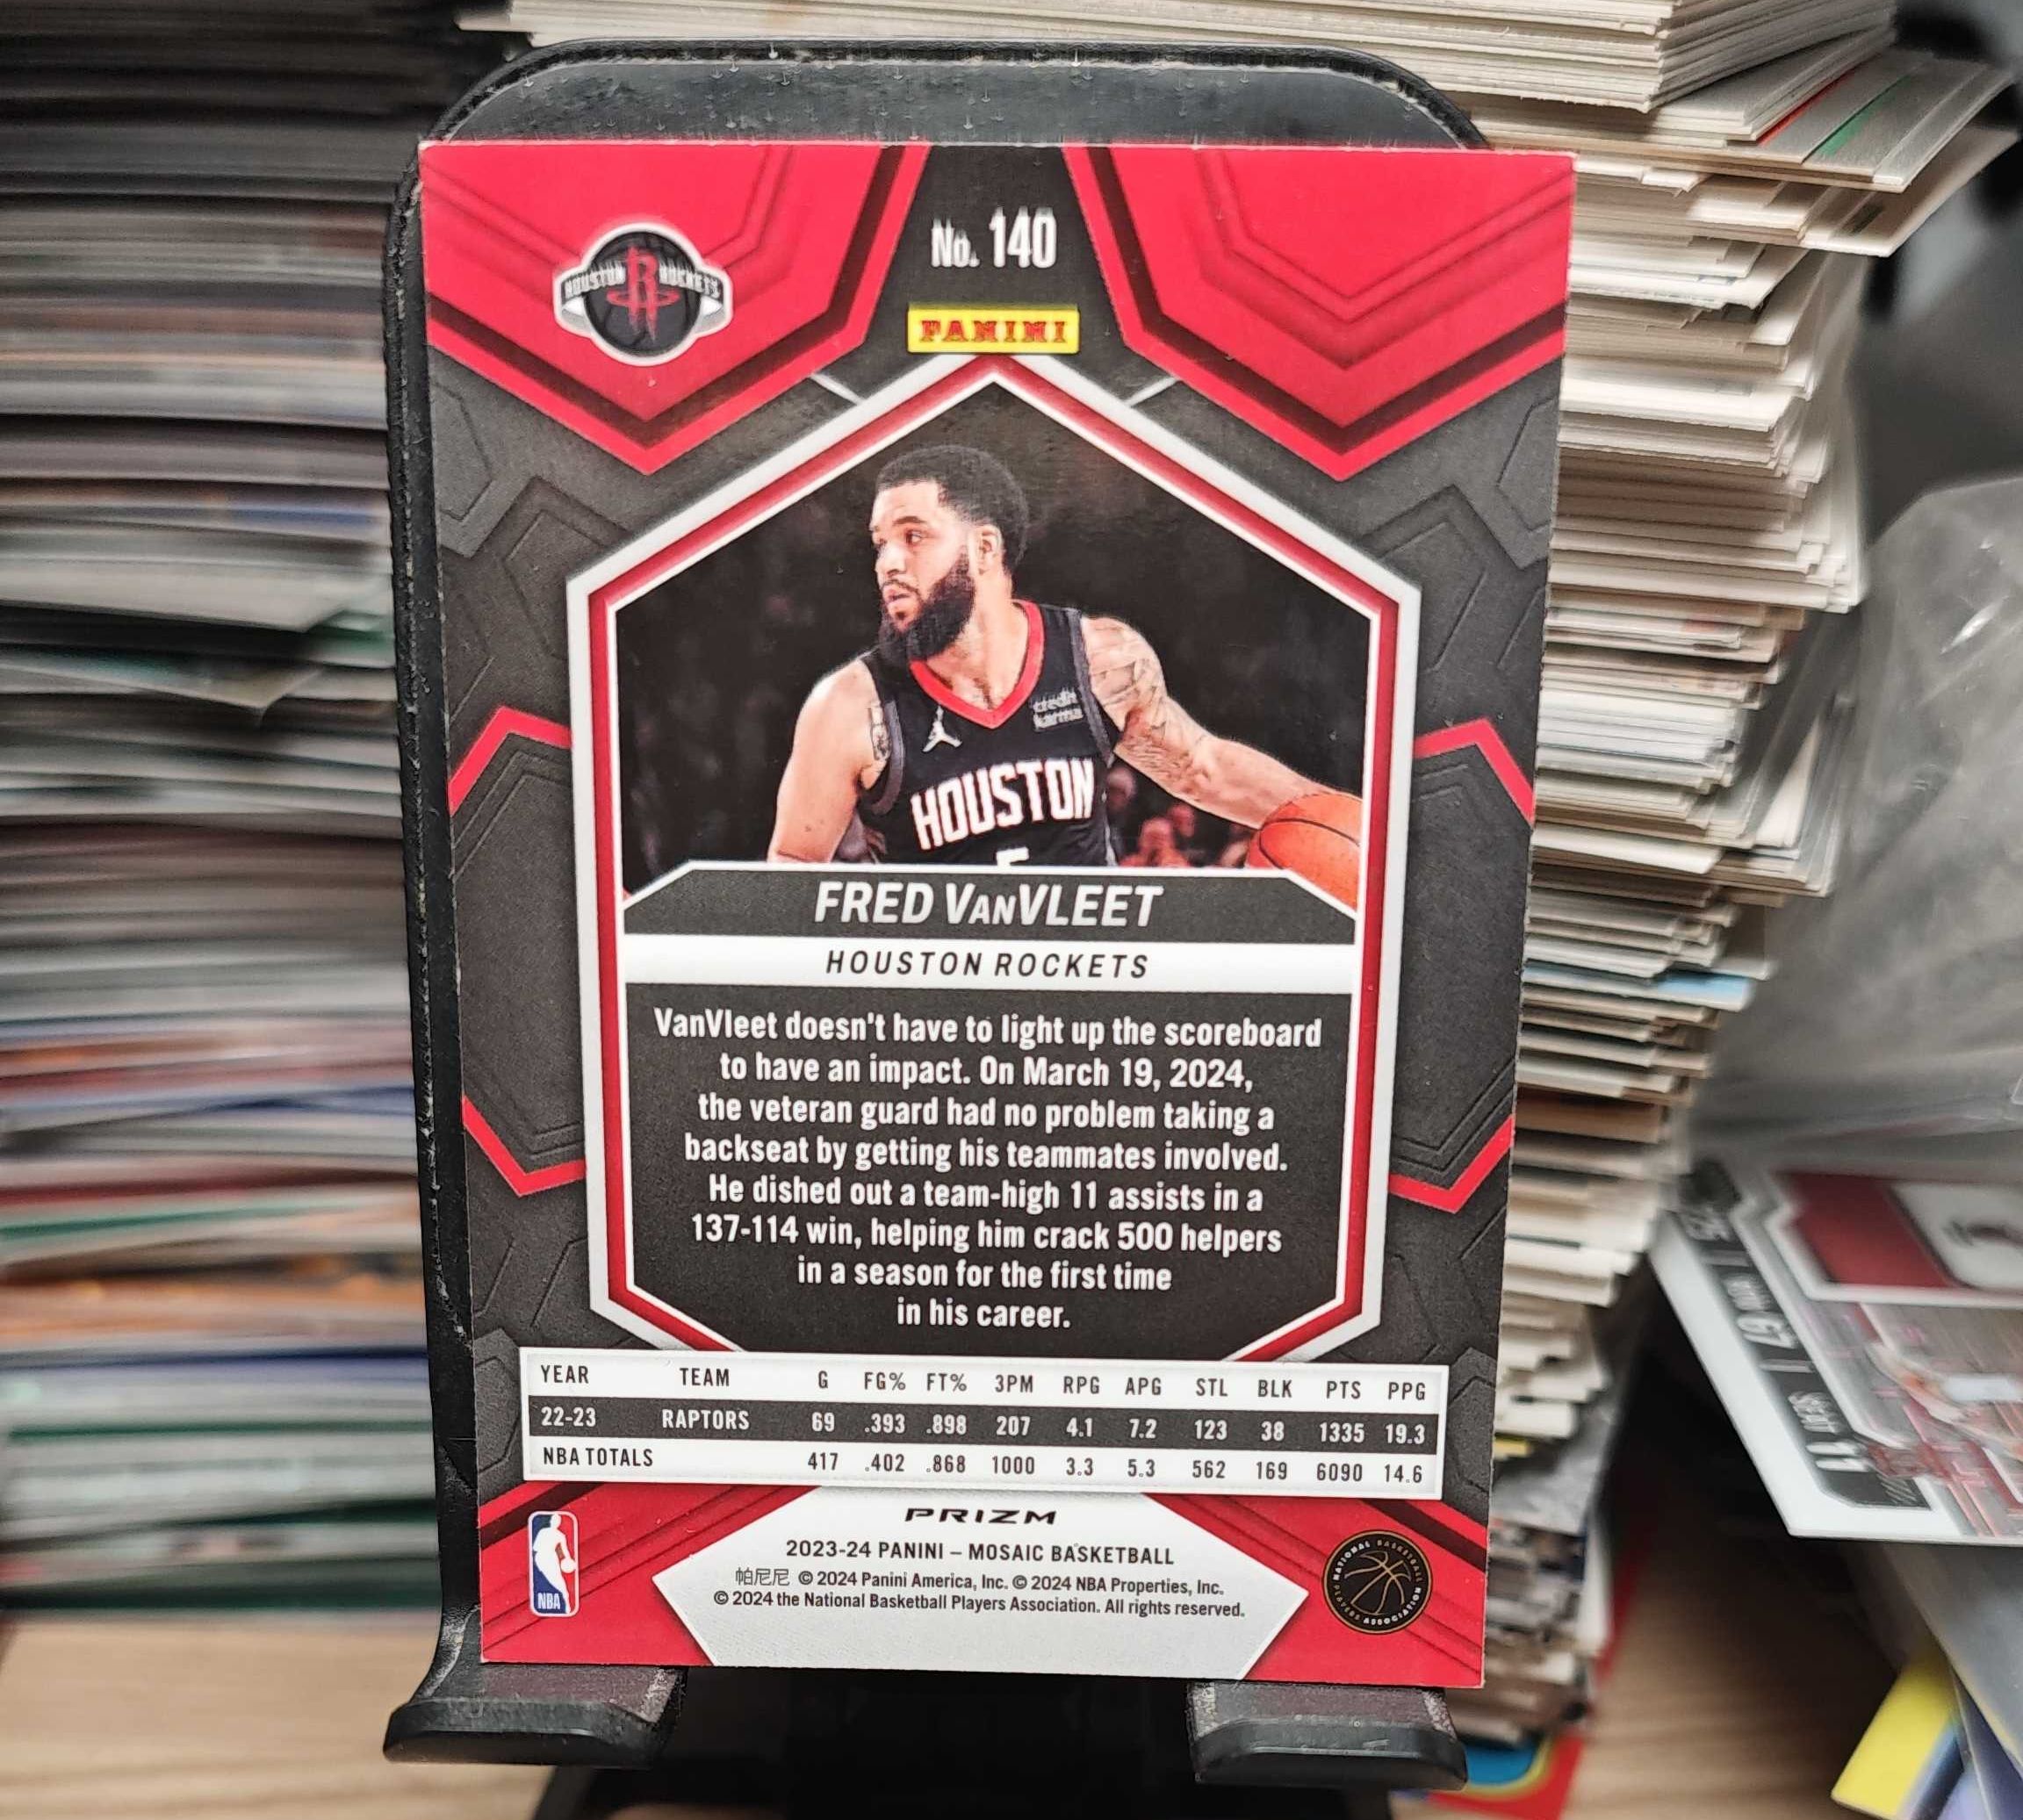 No. 140
HOUSTON ROCKETS
PANINI
credit
karma
HOUSTON
FRED VANVLEET
HOUSTON ROCKETS
VanVleet doesn't have to light up the scoreboard
to have an impact. On March 19, 2024,
the veteran guard had no problem taking a
backseat by getting his teammates involved.
He dished out a team-high 11 assists in a
137-114 win, helping him crack 500 helpers
in a season for the first time
in his career.
YEAR TEAM G FG% FT% 3PM RPG APG STL BLK PTS PPG
22-23 RAPTORS 69 .393 .898 207 4.1 7.2 123 38 1335 19.3
NBA TOTALS 417 .402 .868 1000 3.3 5.3 562 169 6090 14.6
PRIZM
2023-24 PANINI – MOSAIC BASKETBALL
帕尼尼 © 2024 Panini America, Inc. © 2024 NBA Properties, Inc.
© 2024 the National Basketball Players Association. All rights reserved.
NBA
NATIONAL BASKETBALL
PLAYERS ASSOCIATION